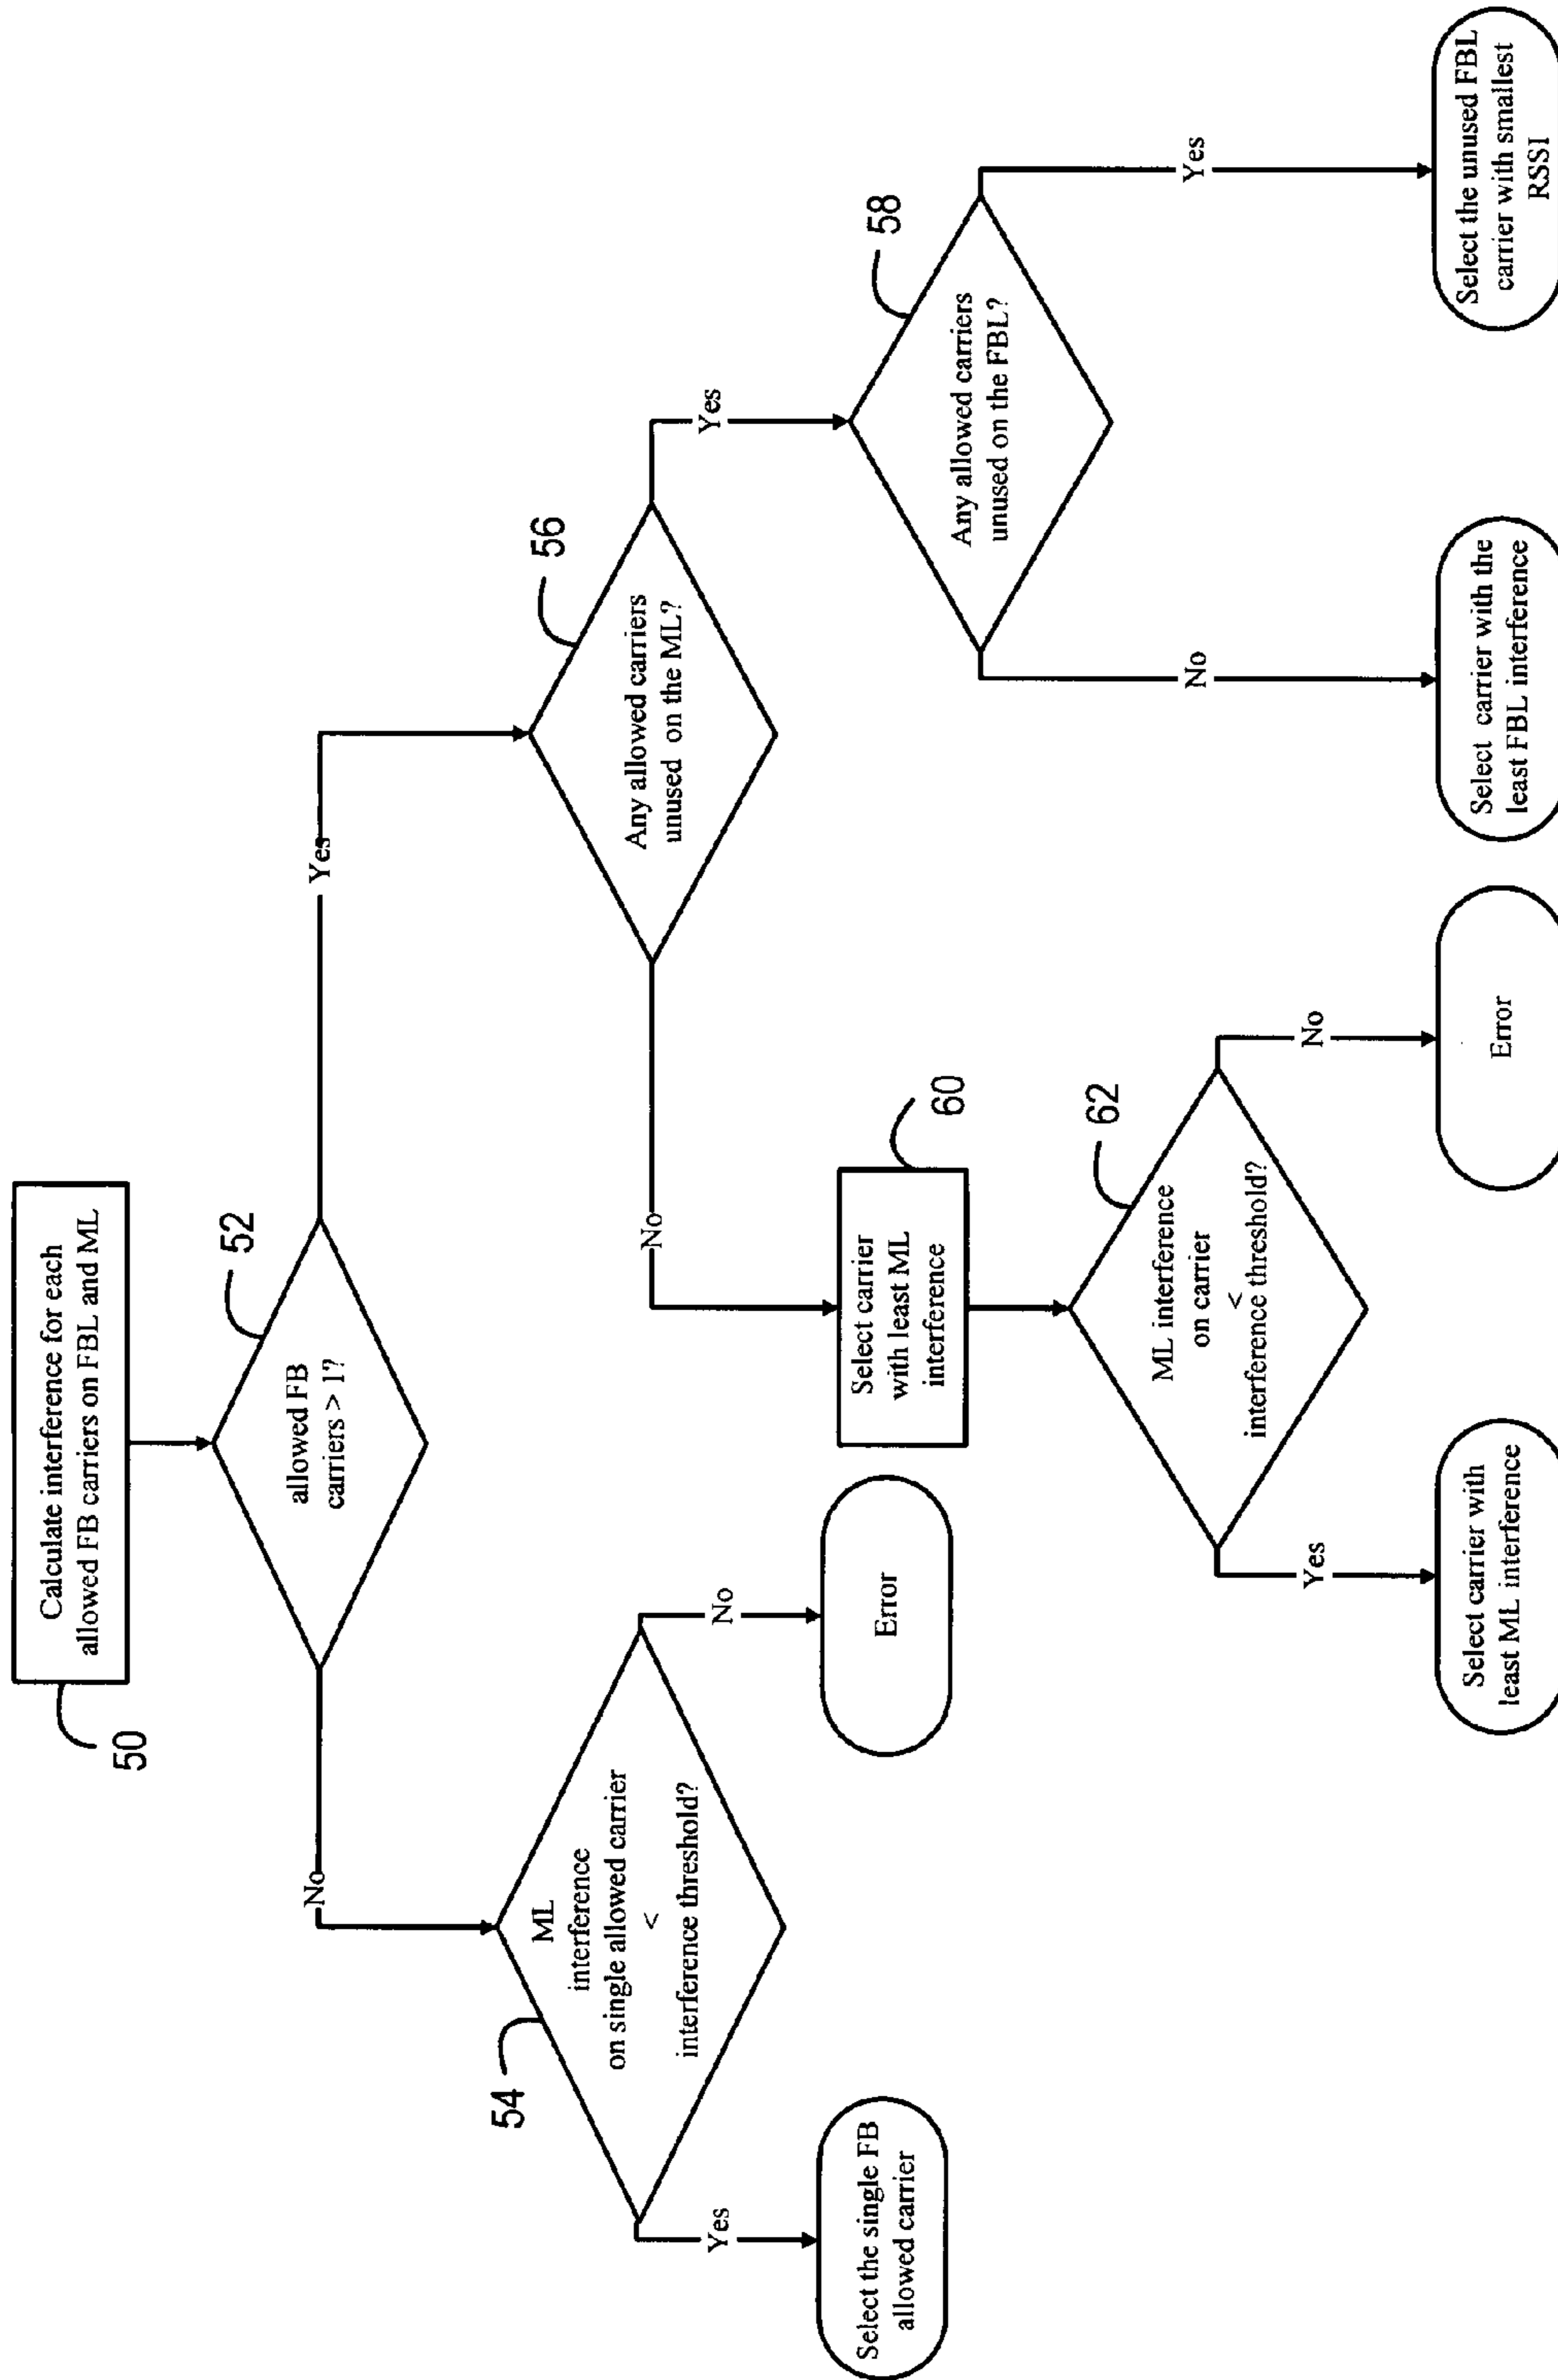 Calculate interference for each
allowed FB carriers on FBL and ML
50
52
allowed FB
carriers > 1?
No
Yes
54
ML
interference
on single allowed carrier
<
interference threshold?
Yes
No
Select the single FB
allowed carrier
Error
56
Any allowed carriers
unused on the ML?
No
Yes
60
Select carrier
with least ML
interference
62
ML interference
on carrier
<
interference threshold?
Yes
No
Select carrier with
least ML interference
Error
58
Any allowed carriers
unused on the FBL?
No
Yes
Select carrier with the
least FBL interference
Select the unused FBL
carrier with smallest
RSSI